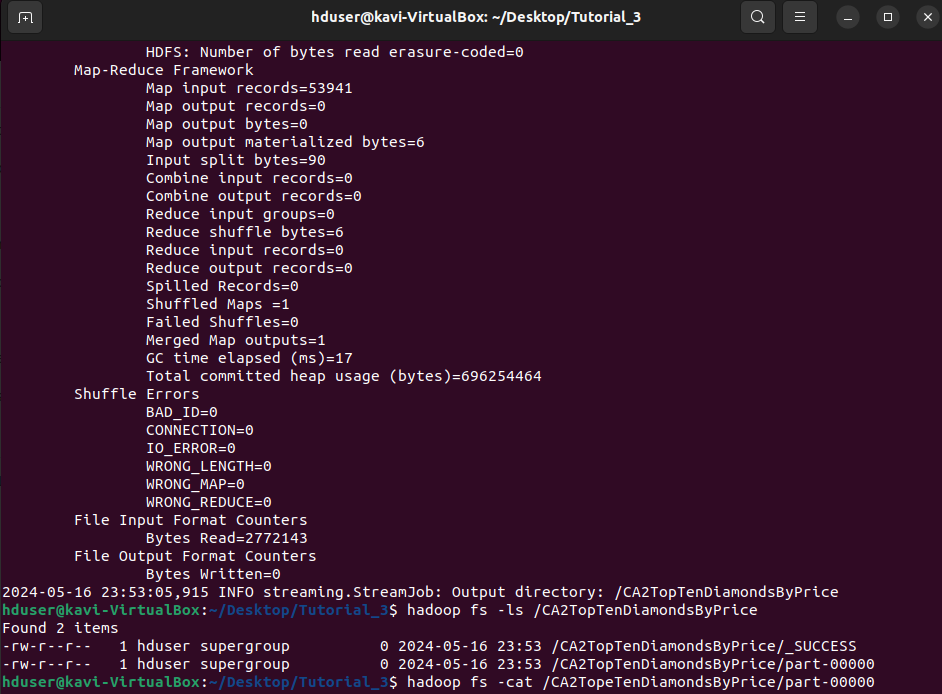 hduser@kavi-VirtualBox: ~/Desktop/Tutorial_3
HDFS: Number of bytes read erasure-coded=0
Map-Reduce Framework
Map input records=53941
Map output records=0
Map output bytes=0
Map output materialized bytes=6
Input split bytes=90
Combine input records=0
Combine output records=0
Reduce input groups=0
Reduce shuffle bytes=6
Reduce input records=0
Reduce output records=0
Spilled Records=0
Shuffled Maps =1
Failed Shuffles=0
Merged Map outputs=1
GC time elapsed (ms)=17
Total committed heap usage (bytes)=696254464
Shuffle Errors
BAD_ID=0
CONNECTION=0
IO_ERROR=0
WRONG_LENGTH=0
WRONG_MAP=0
WRONG_REDUCE=0
File Input Format Counters
Bytes Read=2772143
File Output Format Counters
Bytes Written=0
2024-05-16 23:53:05,915 INFO streaming.StreamJob: Output directory: /CA2TopTenDiamondsByPrice
hduser@kavi-VirtualBox:~/Desktop/Tutorial_3$ hadoop fs -ls /CA2TopTenDiamondsByPrice
Found 2 items
-rw-r--r--   1 hduser supergroup          0 2024-05-16 23:53 /CA2TopTenDiamondsByPrice/_SUCCESS
-rw-r--r--   1 hduser supergroup          0 2024-05-16 23:53 /CA2TopTenDiamondsByPrice/part-00000
hduser@kavi-VirtualBox:~/Desktop/Tutorial_3$ hadoop fs -cat /CA2TopeTenDiamondsByPrice/part-00000